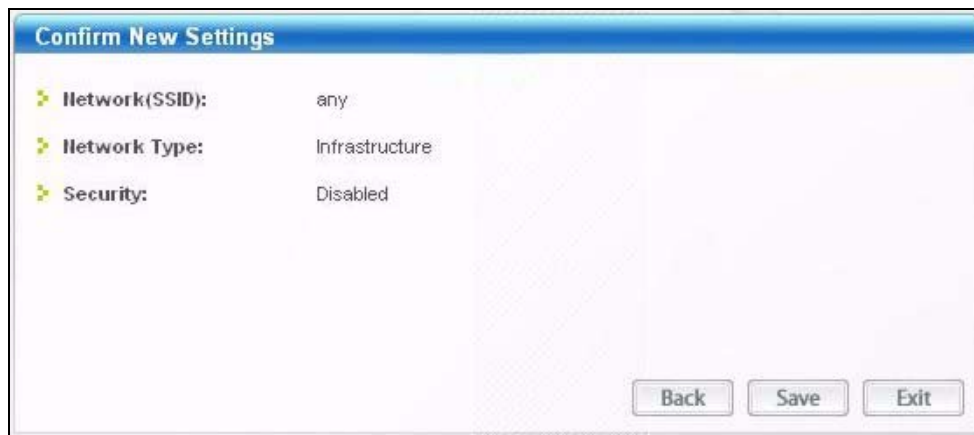 Confirm New Settings
Network(SSID): any
Network Type: Infrastructure
Security: Disabled
Back Save Exit